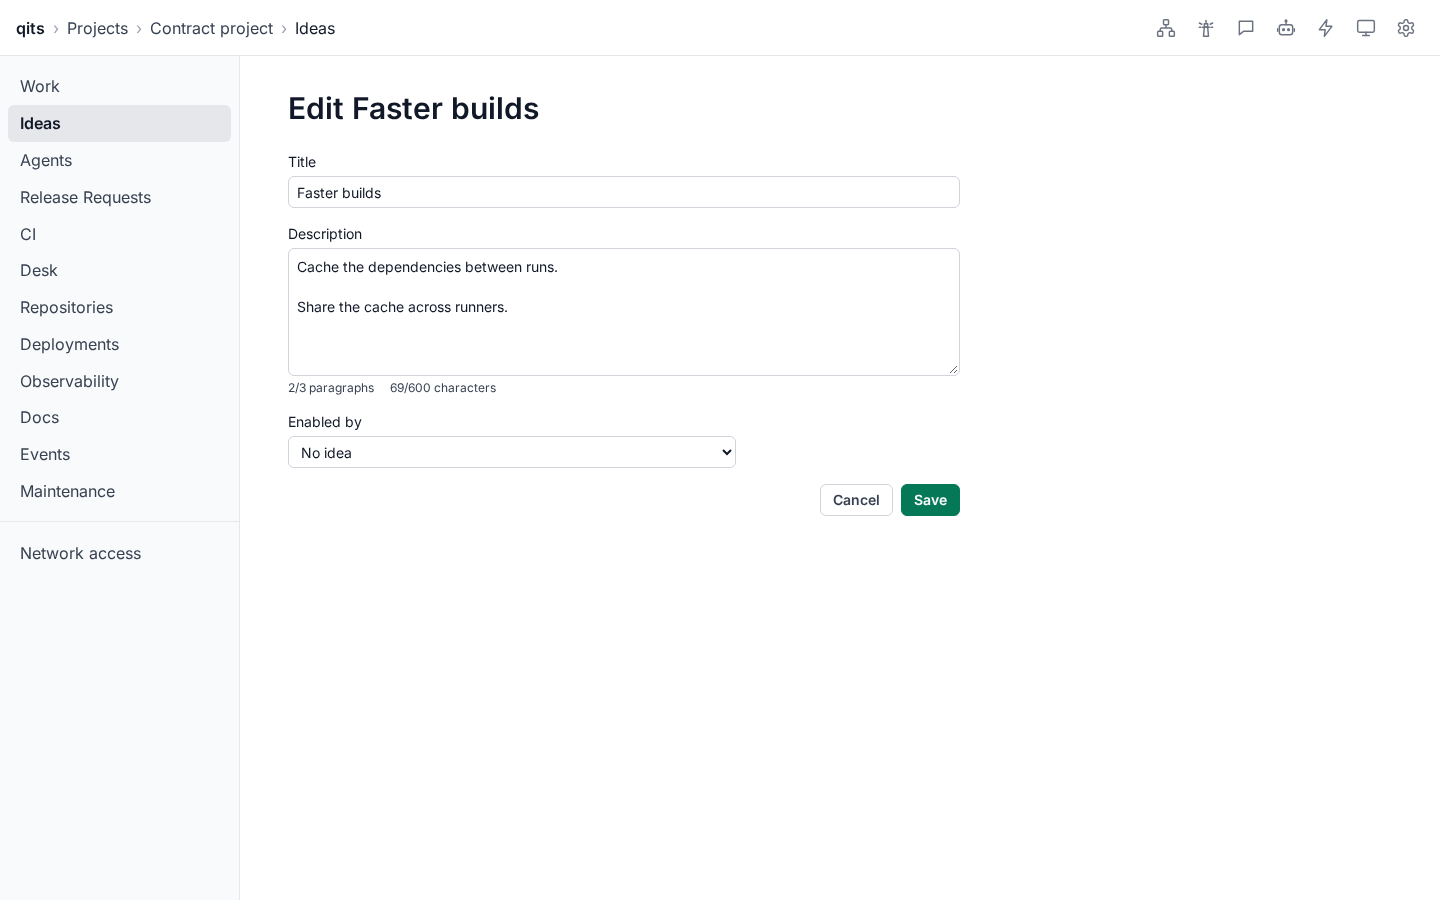 qits › Projects › Contract project › Ideas
Work
Ideas
Agents
Release Requests
CI
Desk
Repositories
Deployments
Observability
Docs
Events
Maintenance
Network access
Edit Faster builds
Title
Faster builds
Description
Cache the dependencies between runs.
Share the cache across runners.
2/3 paragraphs 69/600 characters
Enabled by
No idea
Cancel Save